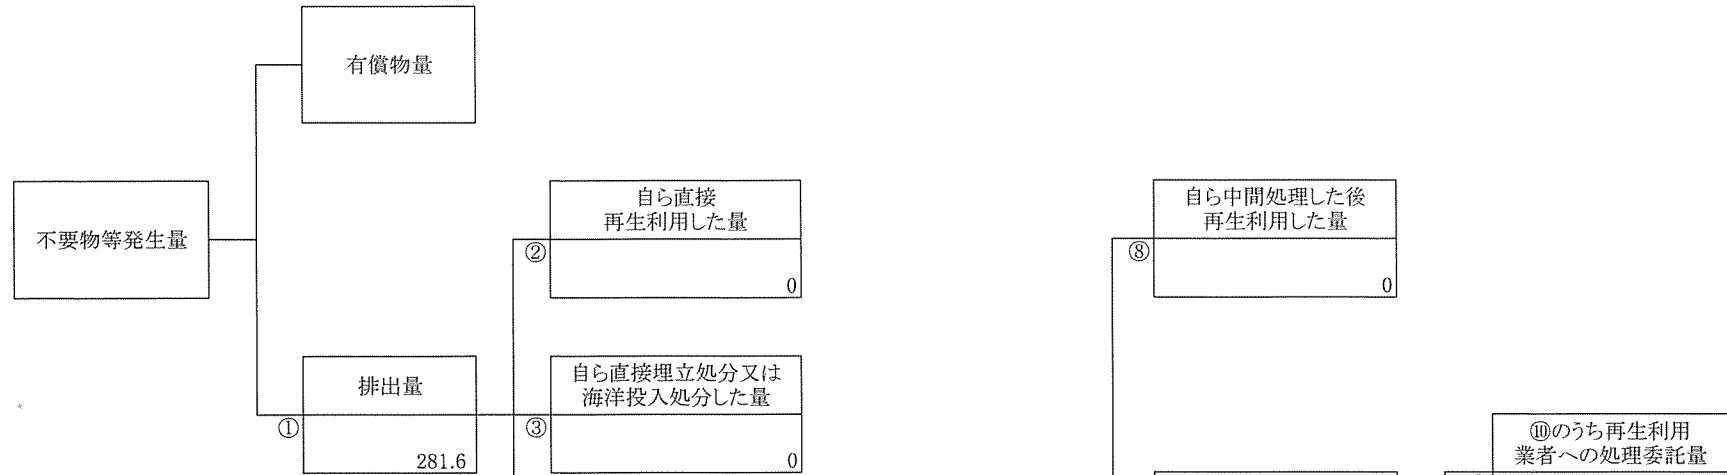 有償物量
不要物等発生量
自ら直接
再生利用した量
②
0
自ら中間処理した後
再生利用した量
⑧
0
排出量
①
281.6
自ら直接埋立処分又は
海洋投入処分した量
③
0
⑩のうち再生利用
業者への処理委託量